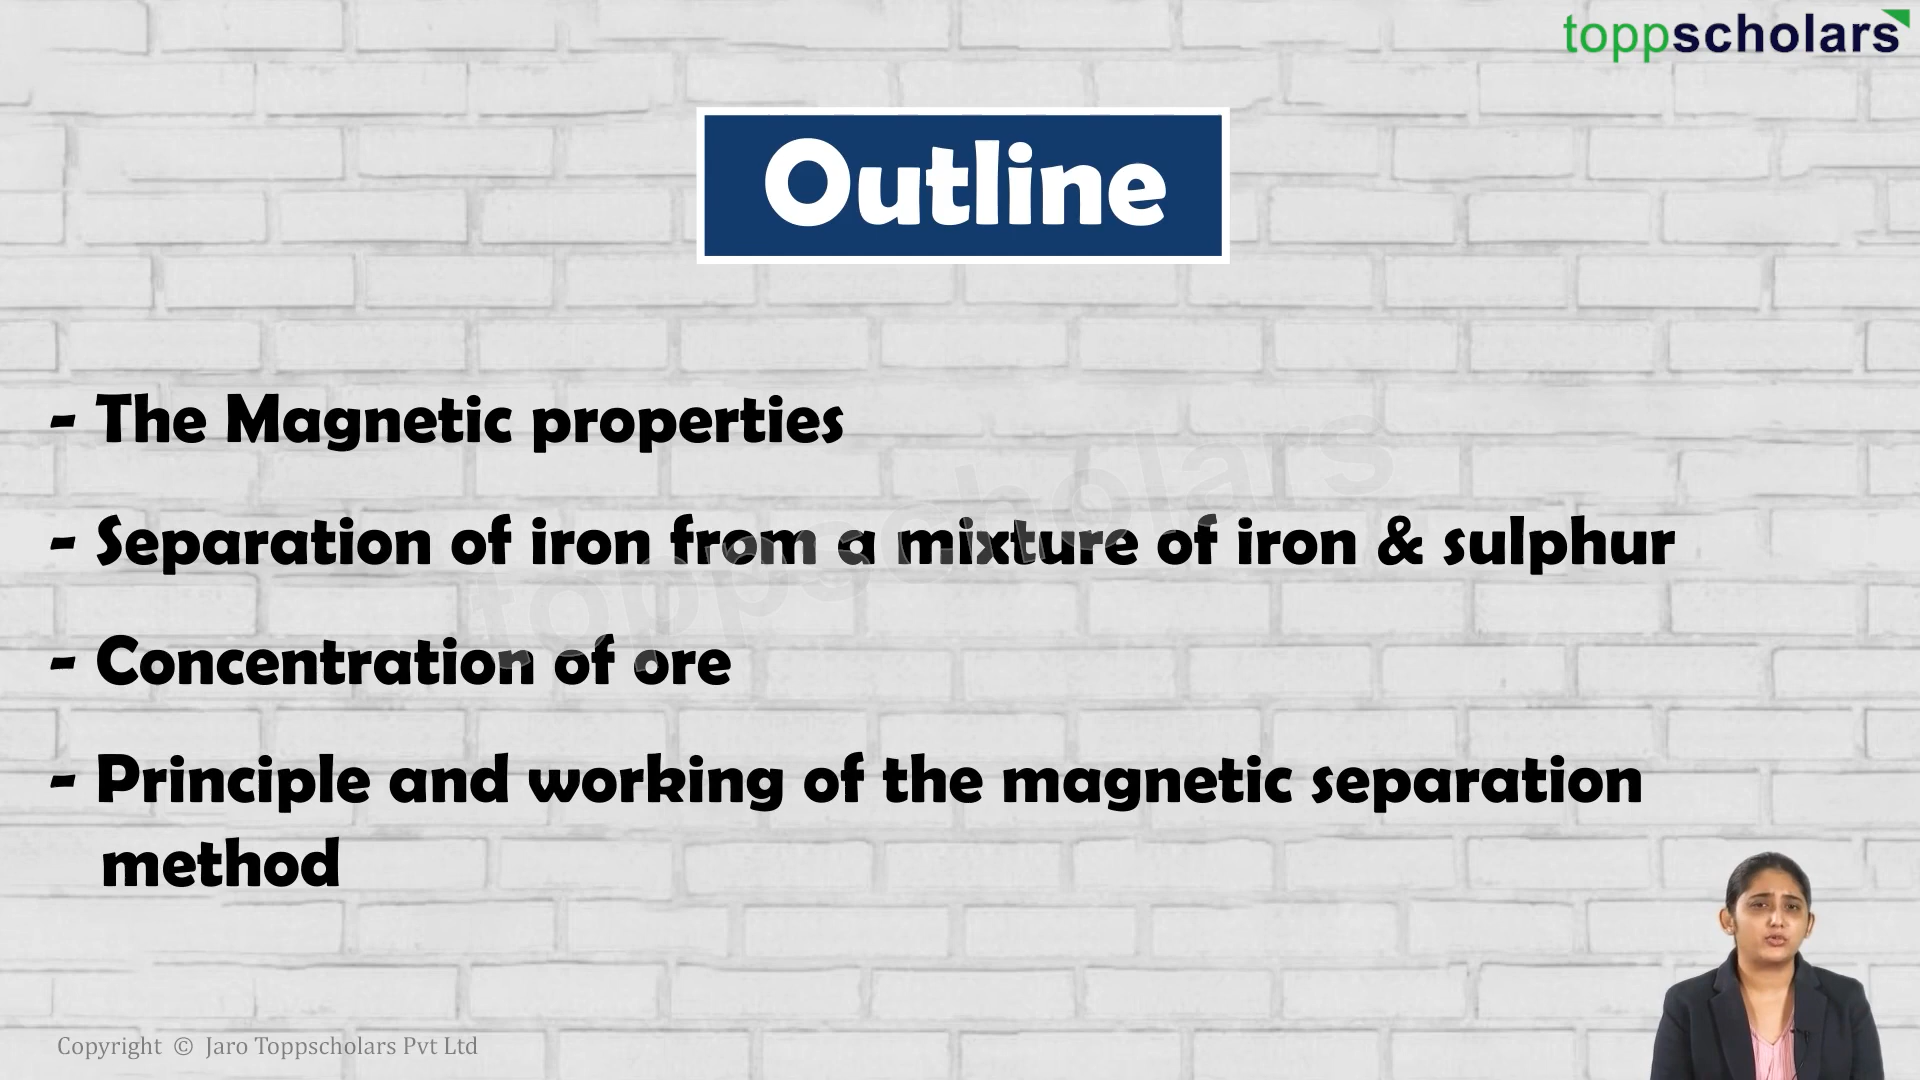 toppscholars
Outline
- The Magnetic properties
- Separation of iron from a mixture of iron & sulphur
- Concentration of ore
- Principle and working of the magnetic separation
method
toppscholars
Copyright © Jaro Toppscholars Pvt Ltd